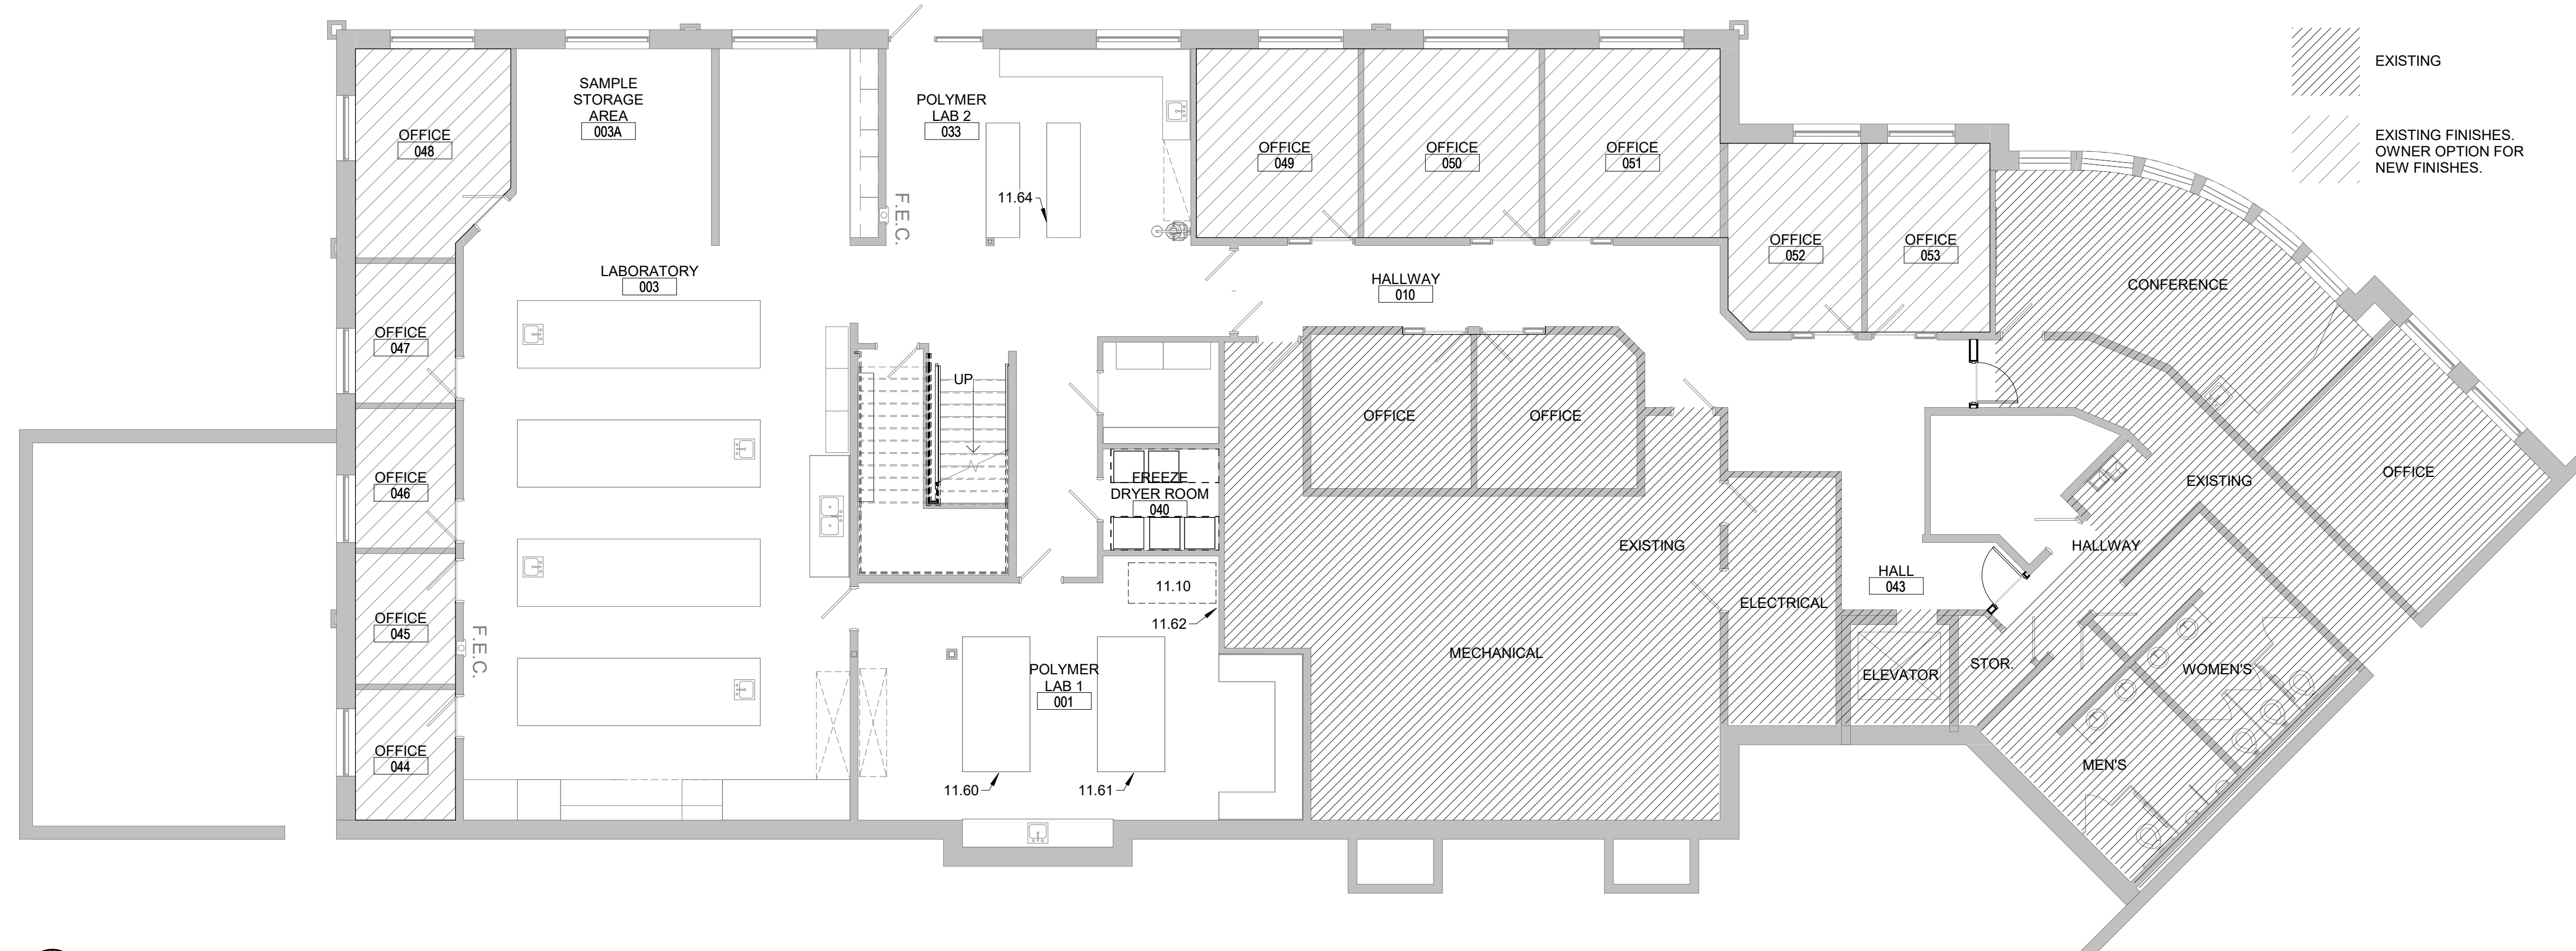 EXISTING
EXISTING FINISHES.
OWNER OPTION FOR
NEW FINISHES.
SAMPLE
STORAGE
AREA
003A
POLYMER
LAB 2
033
OFFICE
048
OFFICE
049
OFFICE
050
OFFICE
051
11.64
F.E.C.
OFFICE
052
OFFICE
053
LABORATORY
003
HALLWAY
010
CONFERENCE
OFFICE
047
UP
OFFICE
OFFICE
OFFICE
046
FREEZE
DRYER ROOM
040
EXISTING
OFFICE
EXISTING
HALLWAY
HALL
043
11.10
11.62
ELECTRICAL
OFFICE
045
F.E.C.
MECHANICAL
POLYMER
LAB 1
001
ELEVATOR
STOR.
WOMEN'S
OFFICE
044
11.60
11.61
MEN'S